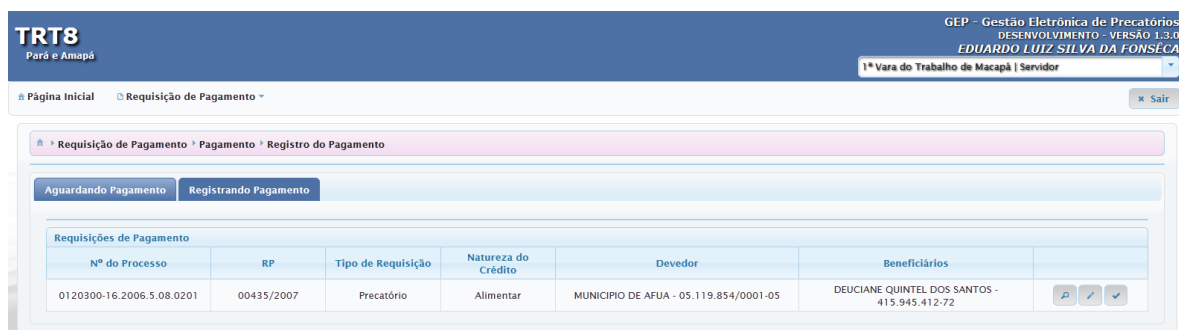 TRT8
Pará e Amapá
GEP - Gestão Eletrônica de Precatórios
DESENVOLVIMENTO - VERSÃO 1.3.0
EDUARDO LUIZ SILVA DA FONSÊCA
1ª Vara do Trabalho de Macapá | Servidor
Página Inicial Requisição de Pagamento
Sair
Requisição de Pagamento Pagamento Registro do Pagamento
Aguardando Pagamento Registrando Pagamento
Requisições de Pagamento
Nº do Processo RP Tipo de Requisição Natureza do Crédito Devedor Beneficiários
0120300-16.2006.5.08.0201 00435/2007 Precatório Alimentar MUNICIPIO DE AFUA - 05.119.854/0001-05 DEUCIANE QUINTEL DOS SANTOS -
415.945.412-72